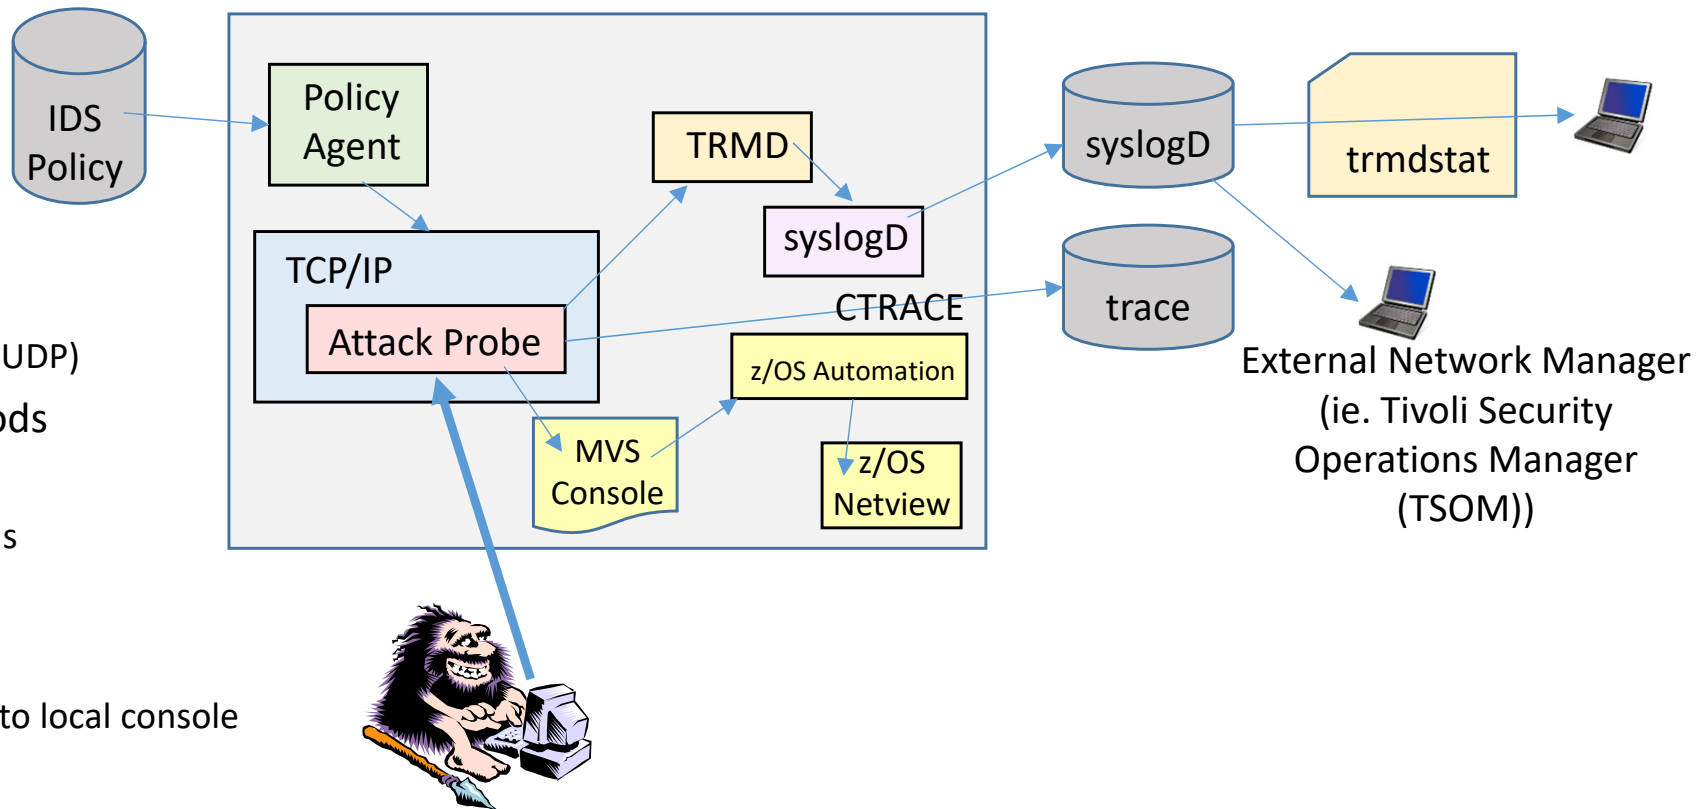 IDS
Policy
Policy
Agent
TRMD
syslogD
syslogD
trmdstat
TCP/IP
Attack Probe
CTRACE
trace
z/OS Automation
MVS
Console
z/OS
Netview
External Network Manager
(ie. Tivoli Security
Operations Manager
(TSOM))
UDP)
ods
s
to local console